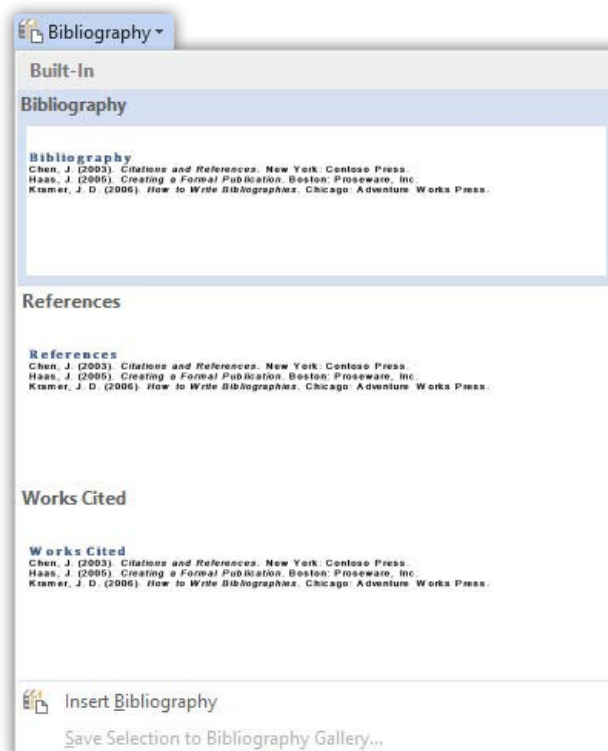 Bibliography
Built-In
Bibliography
Bibliography
Chen, J. (2003). Citations and References. New York: Contoso Press.
Haas, J. (2005). Creating a Formal Publication. Boston: Proseware, Inc.
Kramer, J. D. (2006). How to Write Bibliographies. Chicago: Adventure Works Press.
References
References
Chen, J. (2003). Citations and References. New York: Contoso Press.
Haas, J. (2005). Creating a Formal Publication. Boston: Proseware, Inc.
Kramer, J. D. (2006). How to Write Bibliographies. Chicago: Adventure Works Press.
Works Cited
Works Cited
Chen, J. (2003). Citations and References. New York: Contoso Press.
Haas, J. (2005). Creating a Formal Publication. Boston: Proseware, Inc.
Kramer, J. D. (2006). How to Write Bibliographies. Chicago: Adventure Works Press.
Insert Bibliography
Save Selection to Bibliography Gallery...